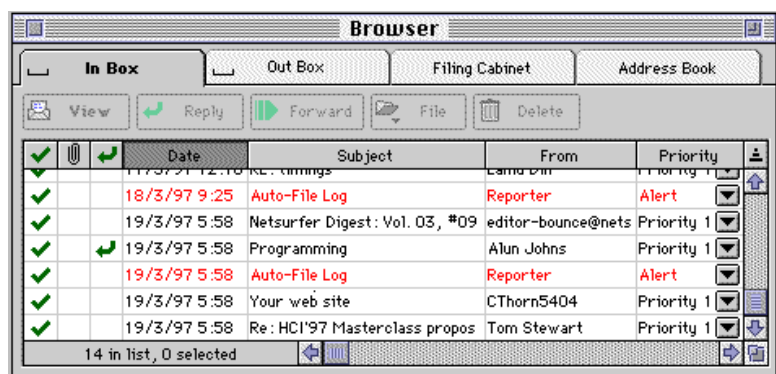 Browser
In Box Out Box Filing Cabinet Address Book
View Reply Forward File Delete
Date Subject From Priority
18/3/97 9:25 Auto-File Log Reporter Alert
19/3/97 5:58 Netsurfer Digest: Vol. 03, #09 editor-bounce@nets Priority 1
19/3/97 5:58 Programming Alun Johns Priority 1
19/3/97 5:58 Auto-File Log Reporter Alert
19/3/97 5:58 Your web site CThorn5404 Priority 1
19/3/97 5:58 Re: HCI'97 Masterclass propos Tom Stewart Priority 1
14 in list, 0 selected